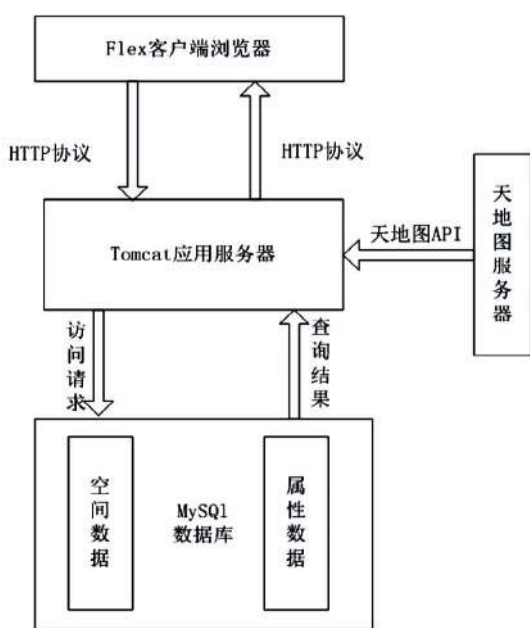 Flex客户端浏览器
HTTP协议
HTTP协议
天地图API
天地图服务器
Tomcat应用服务器
访问请求
查询结果
空间数据
MySQl
数据库
属性数据